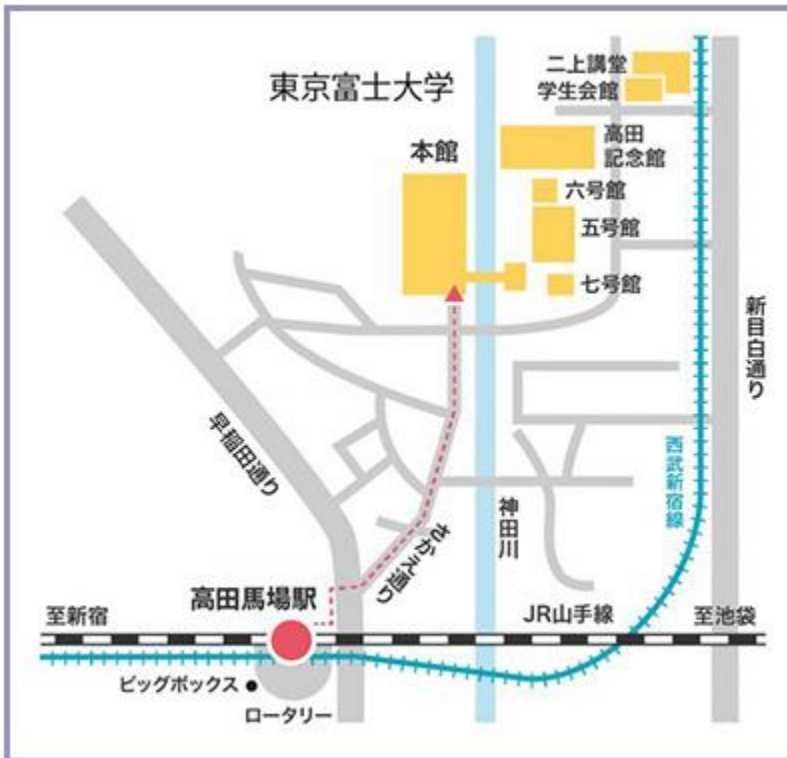 二上講堂
学生会館
東京富士大学
高田
記念館
本館
六号館
五号館
七号館
新目白通り
早稲田通り
西武新宿線
神田川
さかえ通り
高田馬場駅
至新宿
JR山手線
至池袋
ビッグボックス
ロータリー